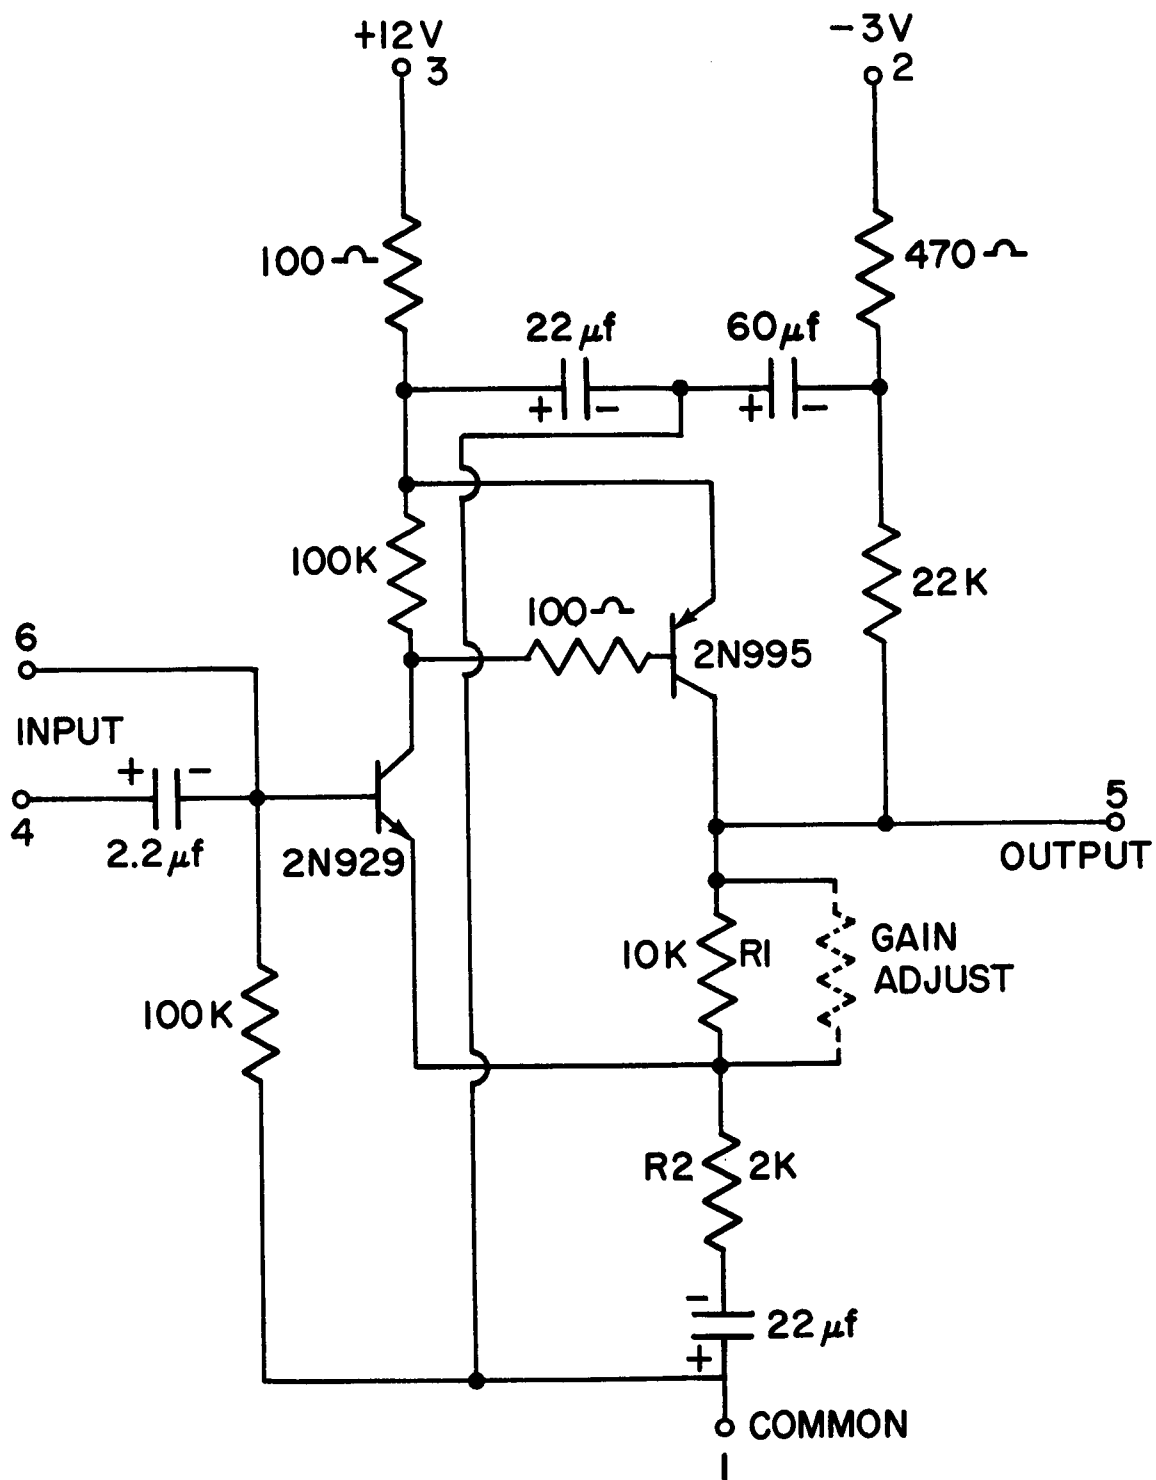 +12V
3
-3V
2
100Ω
470Ω
22μf
60μf
+ -
+ -
100K
22K
100Ω
2N995
6
INPUT
+ -
4
2.2μf
2N929
5
OUTPUT
10K R1
GAIN
ADJUST
100K
R2 2K
-
22μf
+
COMMON
1